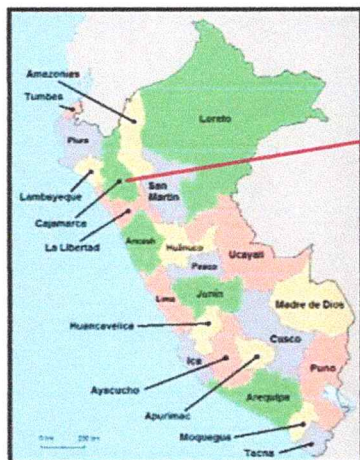 Amazonas
Tumbes
Loreto
Piura
Lambayeque
San
Martin
Cajamarca
La Libertad
Ancash
Huánuco
Ucayali
Pasco
Lima
Junín
Madre de Dios
Huancavelica
Cusco
Ica
Puno
Ayacucho
Apurimac
Arequipa
Moquegua
Tacna